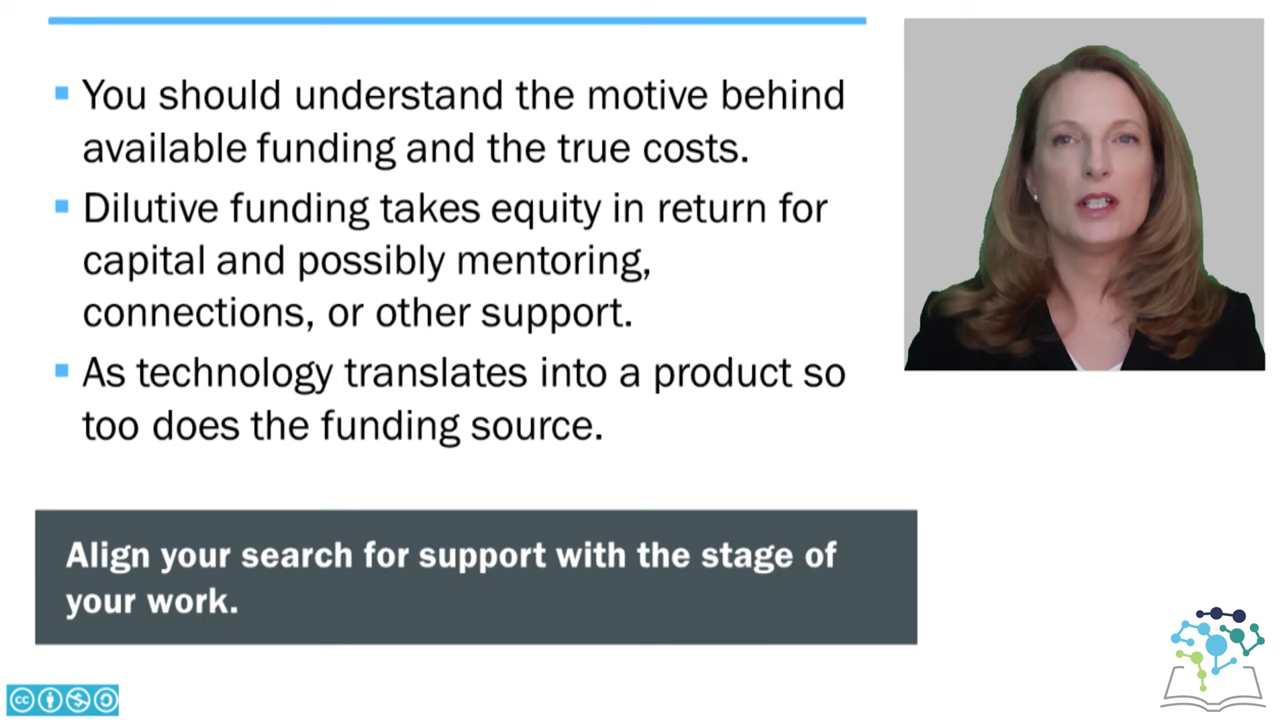 You should understand the motive behind
available funding and the true costs.
Dilutive funding takes equity in return for
capital and possibly mentoring,
connections, or other support.
As technology translates into a product so
too does the funding source.
Align your search for support with the stage of
your work.
cc